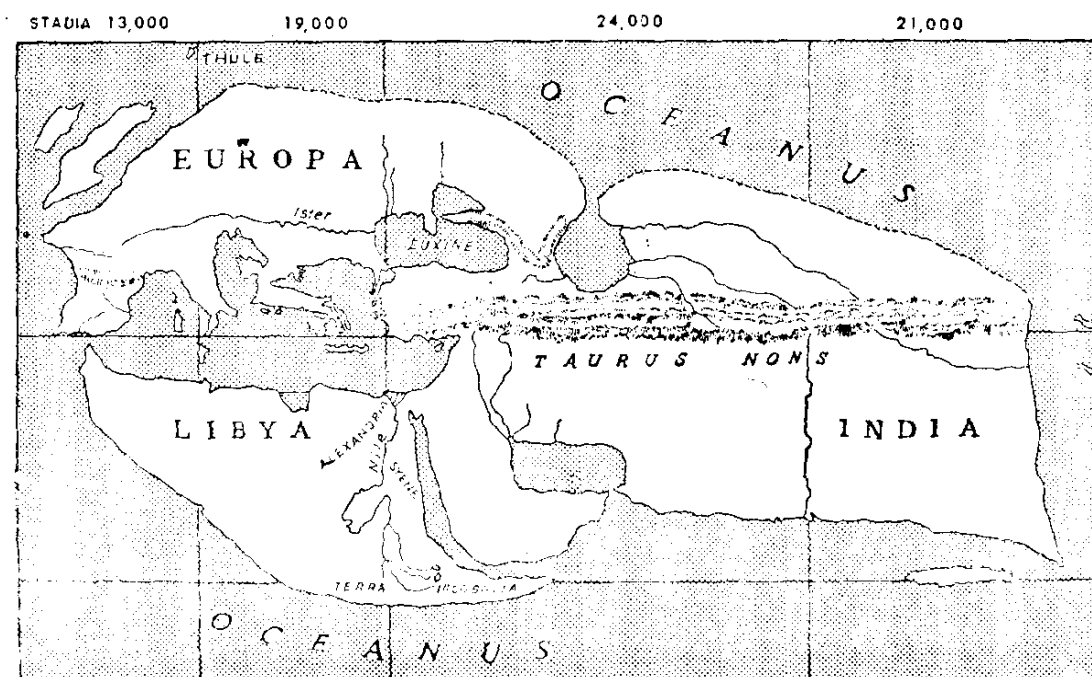 STADIA 13,000 19,000 24,000 21,000
THULE
OCEANUS
EUROPA
Ister
EUXINE
TAURUS NONS
LIBYA
ALEXANDRIA
NILE
SYENE
INDIA
TERRA
OCEANUS